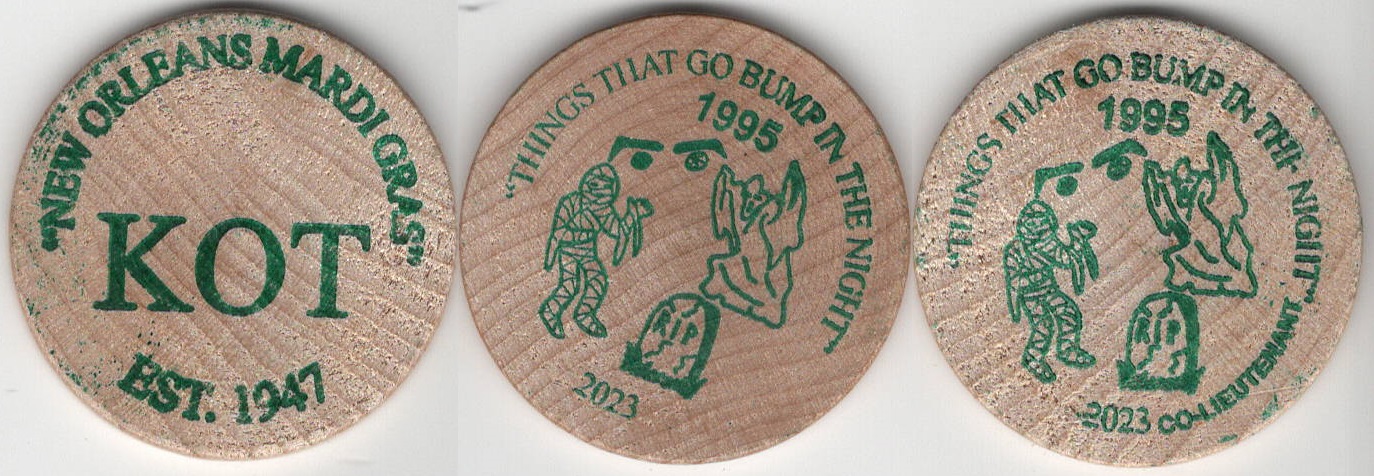 "NEW ORLEANS MARDI GRAS"
KOT
EST. 1947
"THINGS THAT GO BUMP IN THE NIGHT
1995
RIP
2023
"THINGS THAT GO BUMP IN THE NIGHT"
1995
RIP
2023 CO-LIEUTENANT